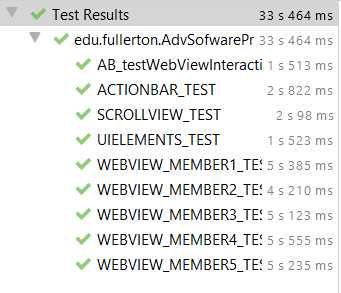 Test Results 33 s 464 ms
edu.fullerton.AdvSofwarePr 33 s 464 ms
AB_testWebViewInteracti 1 s 513 ms
ACTIONBAR_TEST 2 s 822 ms
SCROLLVIEW_TEST 2 s 98 ms
UIELEMENTS_TEST 1 s 523 ms
WEBVIEW_MEMBER1_TES 5 s 385 ms
WEBVIEW_MEMBER2_TES 4 s 210 ms
WEBVIEW_MEMBER3_TES 5 s 123 ms
WEBVIEW_MEMBER4_TES 5 s 555 ms
WEBVIEW_MEMBER5_TES 5 s 235 ms